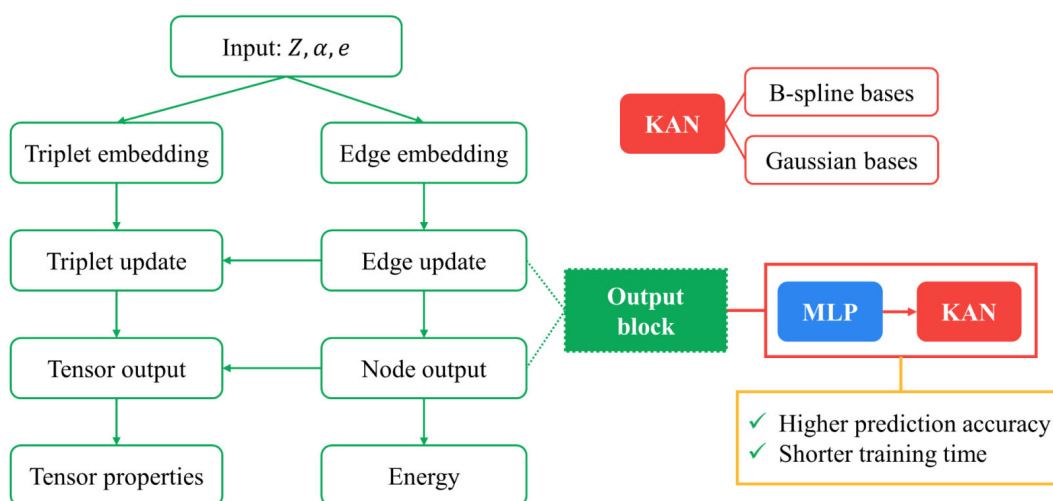 Input: Z, α, e
Triplet embedding
Edge embedding
Triplet update
Edge update
Tensor output
Node output
Tensor properties
Energy
KAN
B-spline bases
Gaussian bases
Output
block
MLP
KAN
✓ Higher prediction accuracy
✓ Shorter training time